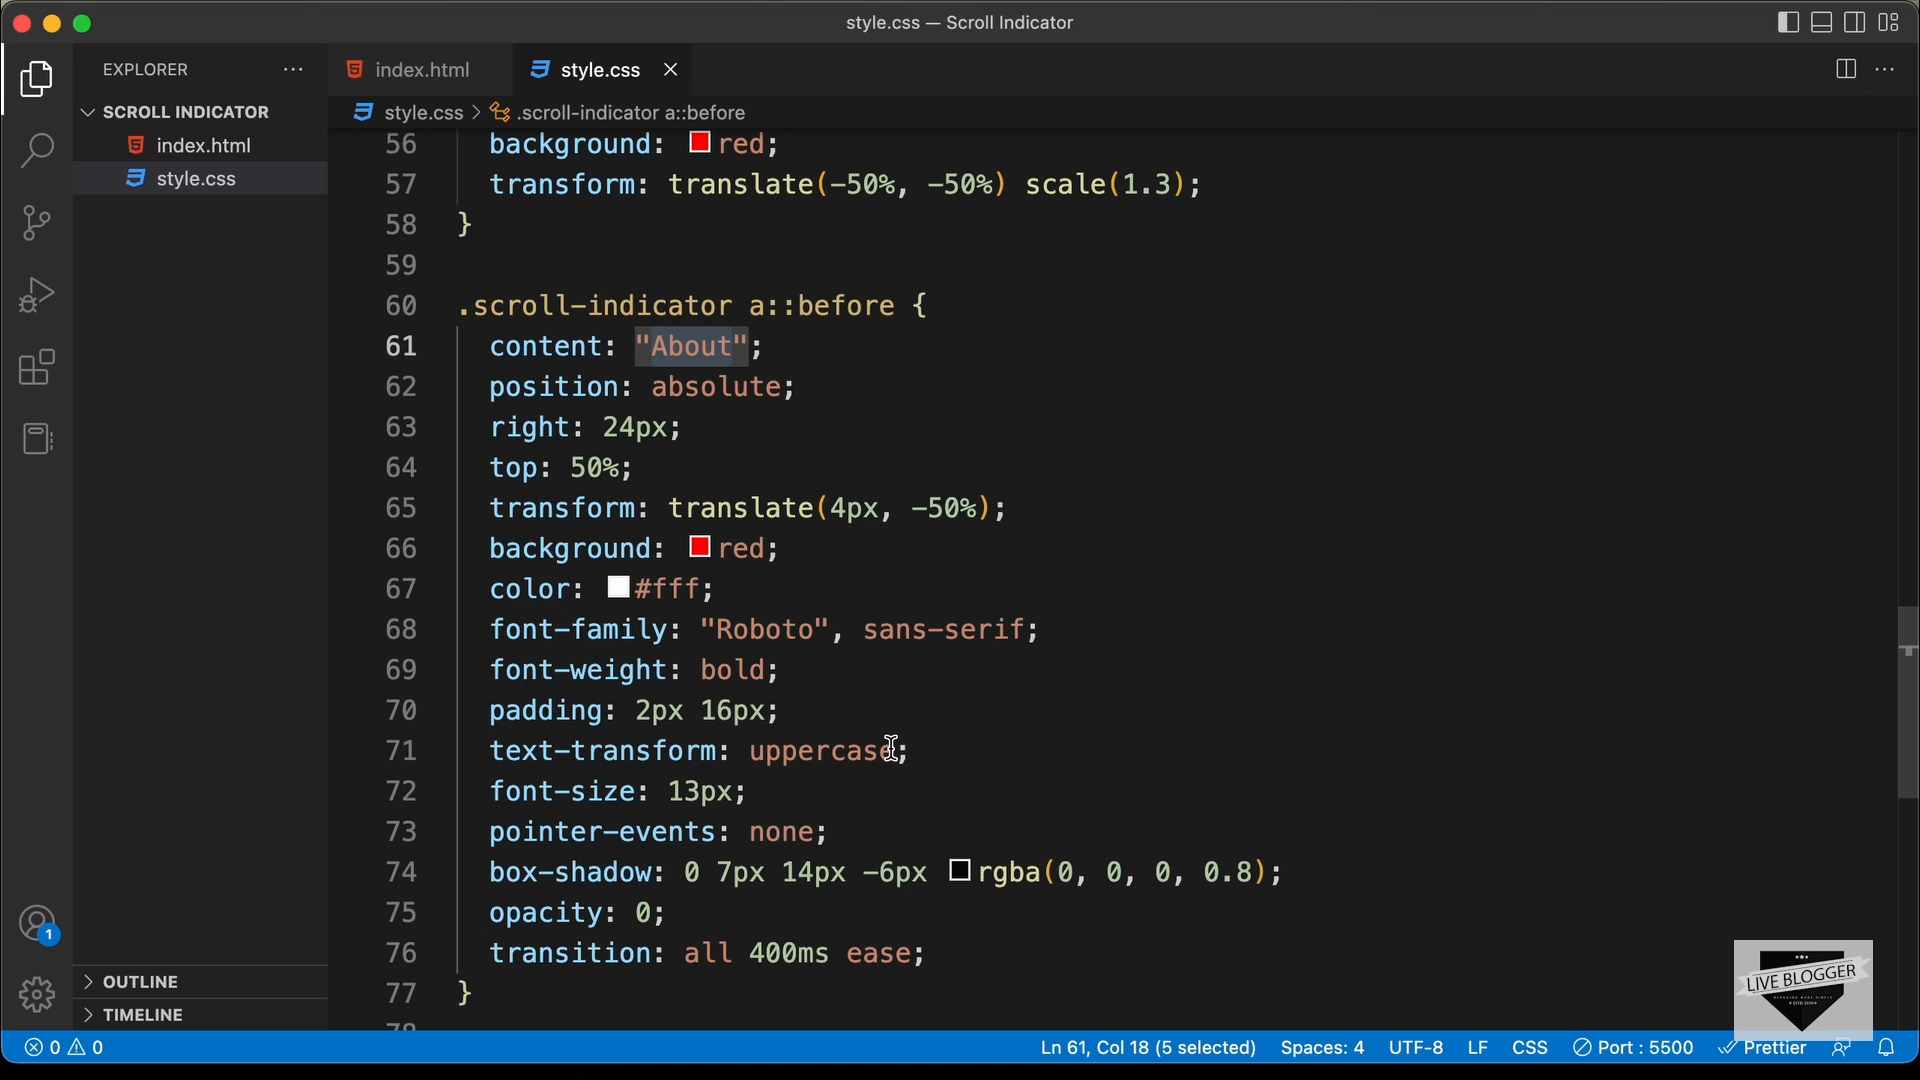 style.css — Scroll Indicator
EXPLORER
index.html
style.css
SCROLL INDICATOR
style.css > .scroll-indicator a::before
index.html
style.css
56 background: red;
57 transform: translate(-50%, -50%) scale(1.3);
58 }
59
60 .scroll-indicator a::before {
61 content: "About";
62 position: absolute;
63 right: 24px;
64 top: 50%;
65 transform: translate(4px, -50%);
66 background: red;
67 color: #fff;
68 font-family: "Roboto", sans-serif;
69 font-weight: bold;
70 padding: 2px 16px;
71 text-transform: uppercase;
72 font-size: 13px;
73 pointer-events: none;
74 box-shadow: 0 7px 14px -6px rgba(0, 0, 0, 0.8);
75 opacity: 0;
76 transition: all 400ms ease;
77 }
78
1
OUTLINE
TIMELINE
LIVE BLOGGER
0 0
Ln 61, Col 18 (5 selected) Spaces: 4 UTF-8 LF CSS Port : 5500 Prettier